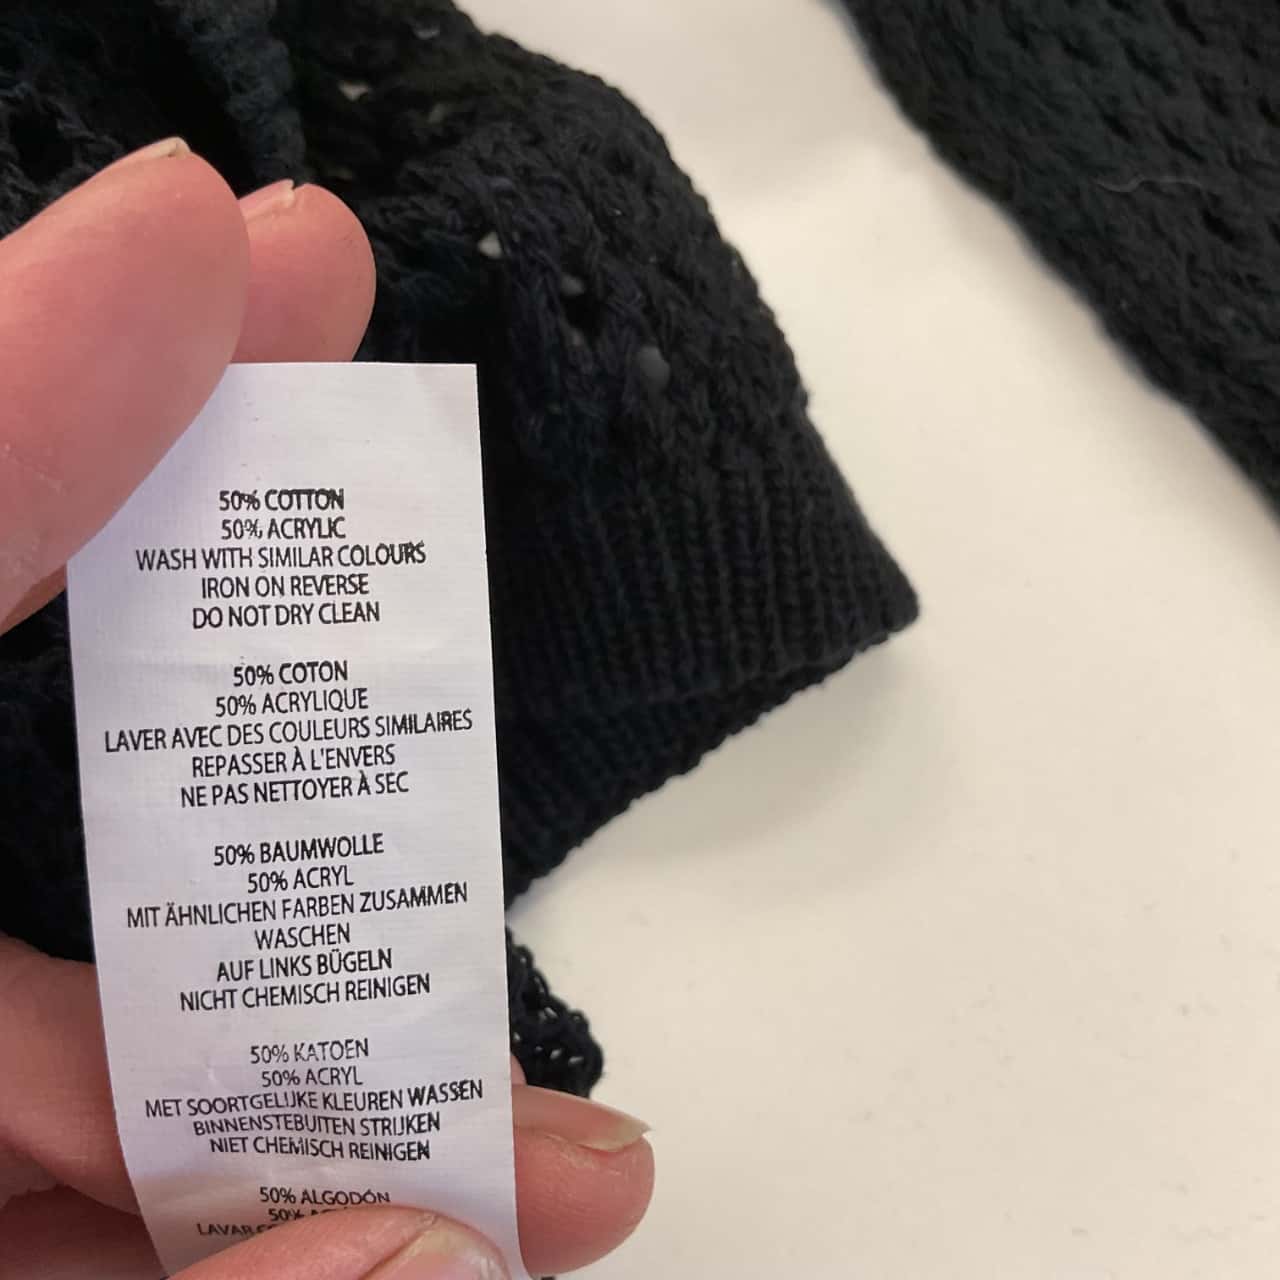 50% COTTON
50% ACRYLIC
WASH WITH SIMILAR COLOURS
IRON ON REVERSE
DO NOT DRY CLEAN
50% COTON
50% ACRYLIQUE
LAVER AVEC DES COULEURS SIMILAIRES
REPASSER À L'ENVERS
NE PAS NETTOYER À SEC
50% BAUMWOLLE
50% ACRYL
MIT ÄHNLICHEN FARBEN ZUSAMMEN
WASCHEN
AUF LINKS BÜGELN
NICHT CHEMISCH REINIGEN
50% KATOEN
50% ACRYL
MET SOORTGELIJKE KLEUREN WASSEN
BINNENSTEBUITEN STRIJKEN
NIET CHEMISCH REINIGEN
50% ALGODÓN
50%
LAVAR